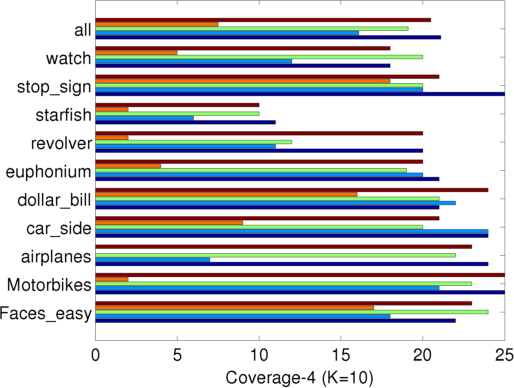 all
watch
stop_sign
starfish
revolver
euphonium
dollar_bill
car_side
airplanes
Motorbikes
Faces_easy
0 5 10 15 20 25
Coverage-4 (K=10)